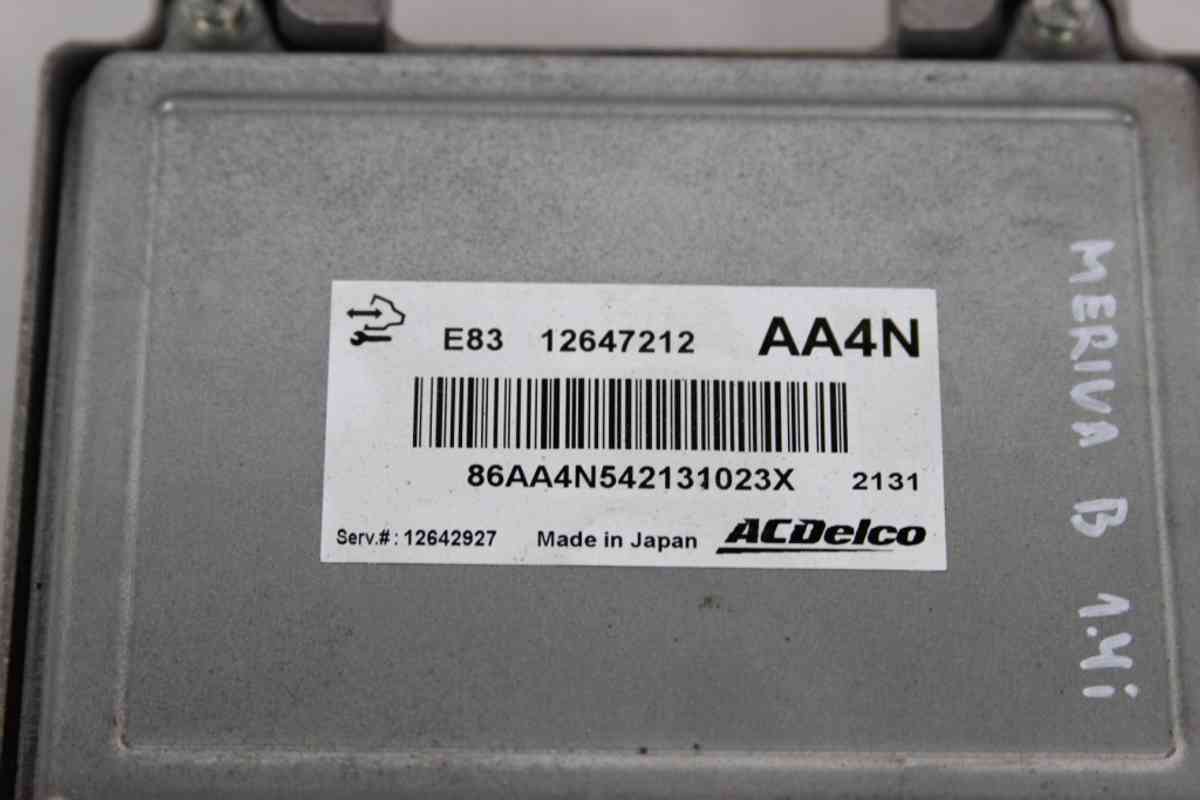 E83 12647212 AA4N
86AA4N542131023X 2131
Serv.#: 12642927 Made in Japan ACDelco
MERIVA B 1.4i